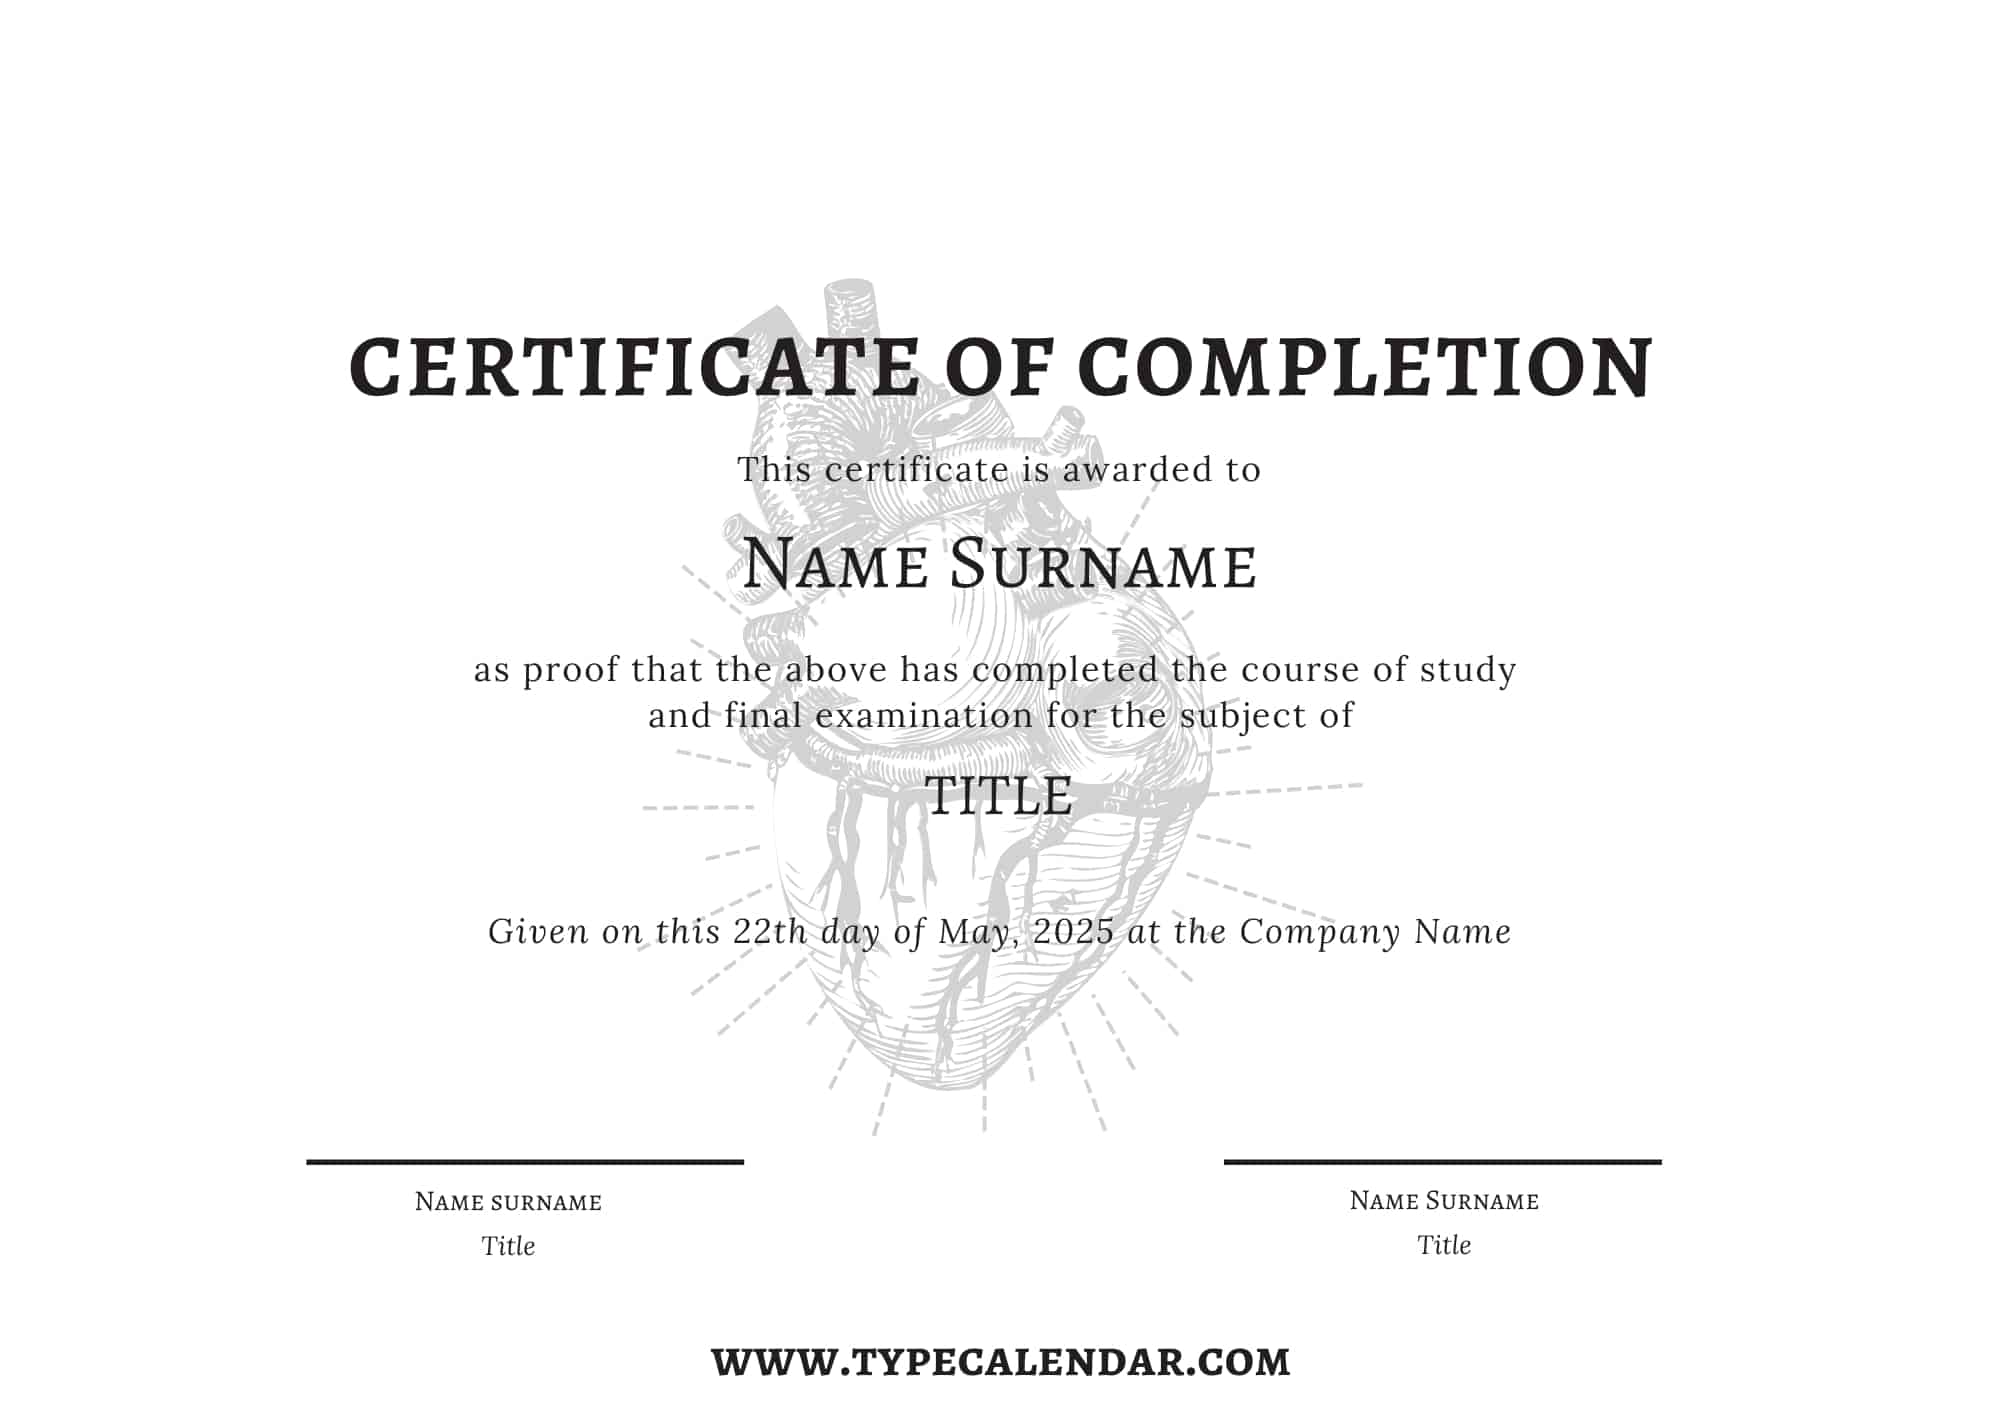 CERTIFICATE OF COMPLETION
This certificate is awarded to
Name Surname
as proof that the above has completed the course of study
and final examination for the subject of
TITLE
Given on this 22th day of May, 2025 at the Company Name
Name surname
Title
Name Surname
Title
WWW.TYPECALENDAR.COM